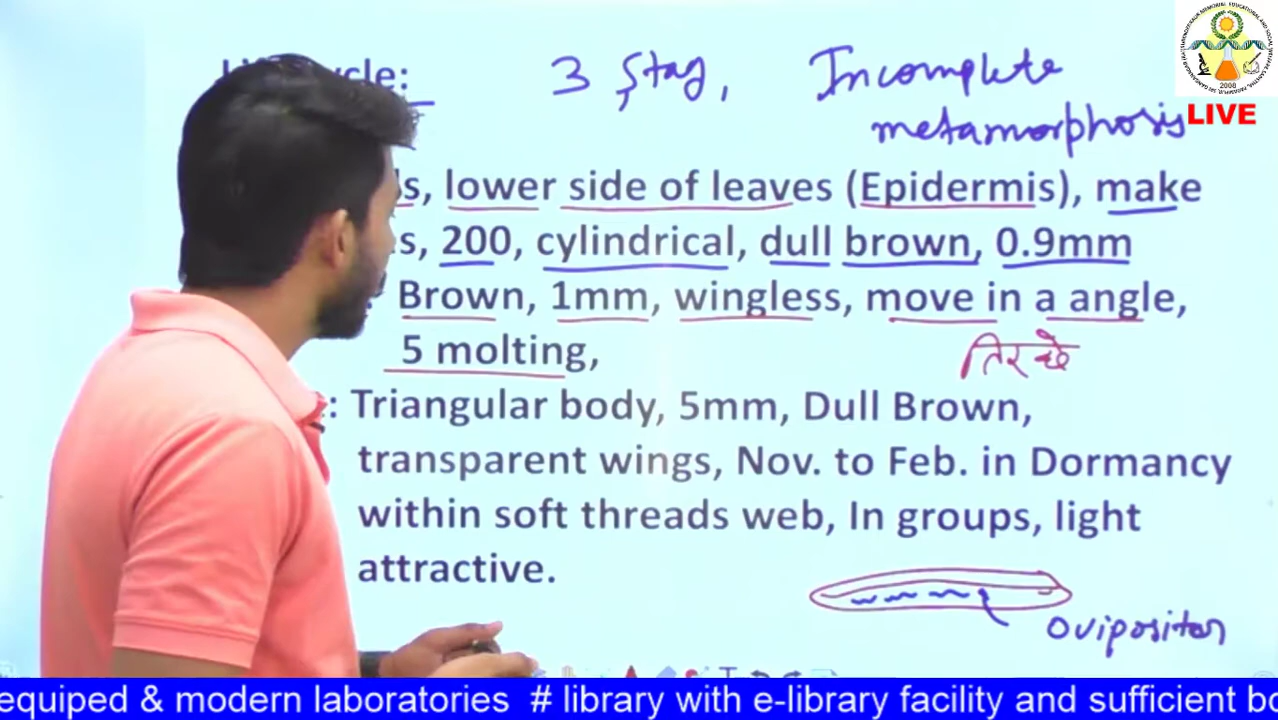 cycle: 3 Stag, Incomplete
metamorphosis
LIVE
2008
s, lower side of leaves (Epidermis), make
s, 200, cylindrical, dull brown, 0.9mm
Brown, 1mm, wingless, move in a angle,
5 molting,
तिरछे
: Triangular body, 5mm, Dull Brown,
transparent wings, Nov. to Feb. in Dormancy
within soft threads web, In groups, light
attractive.
ovipositor
equiped & modern laboratories # library with e-library facility and sufficient bo